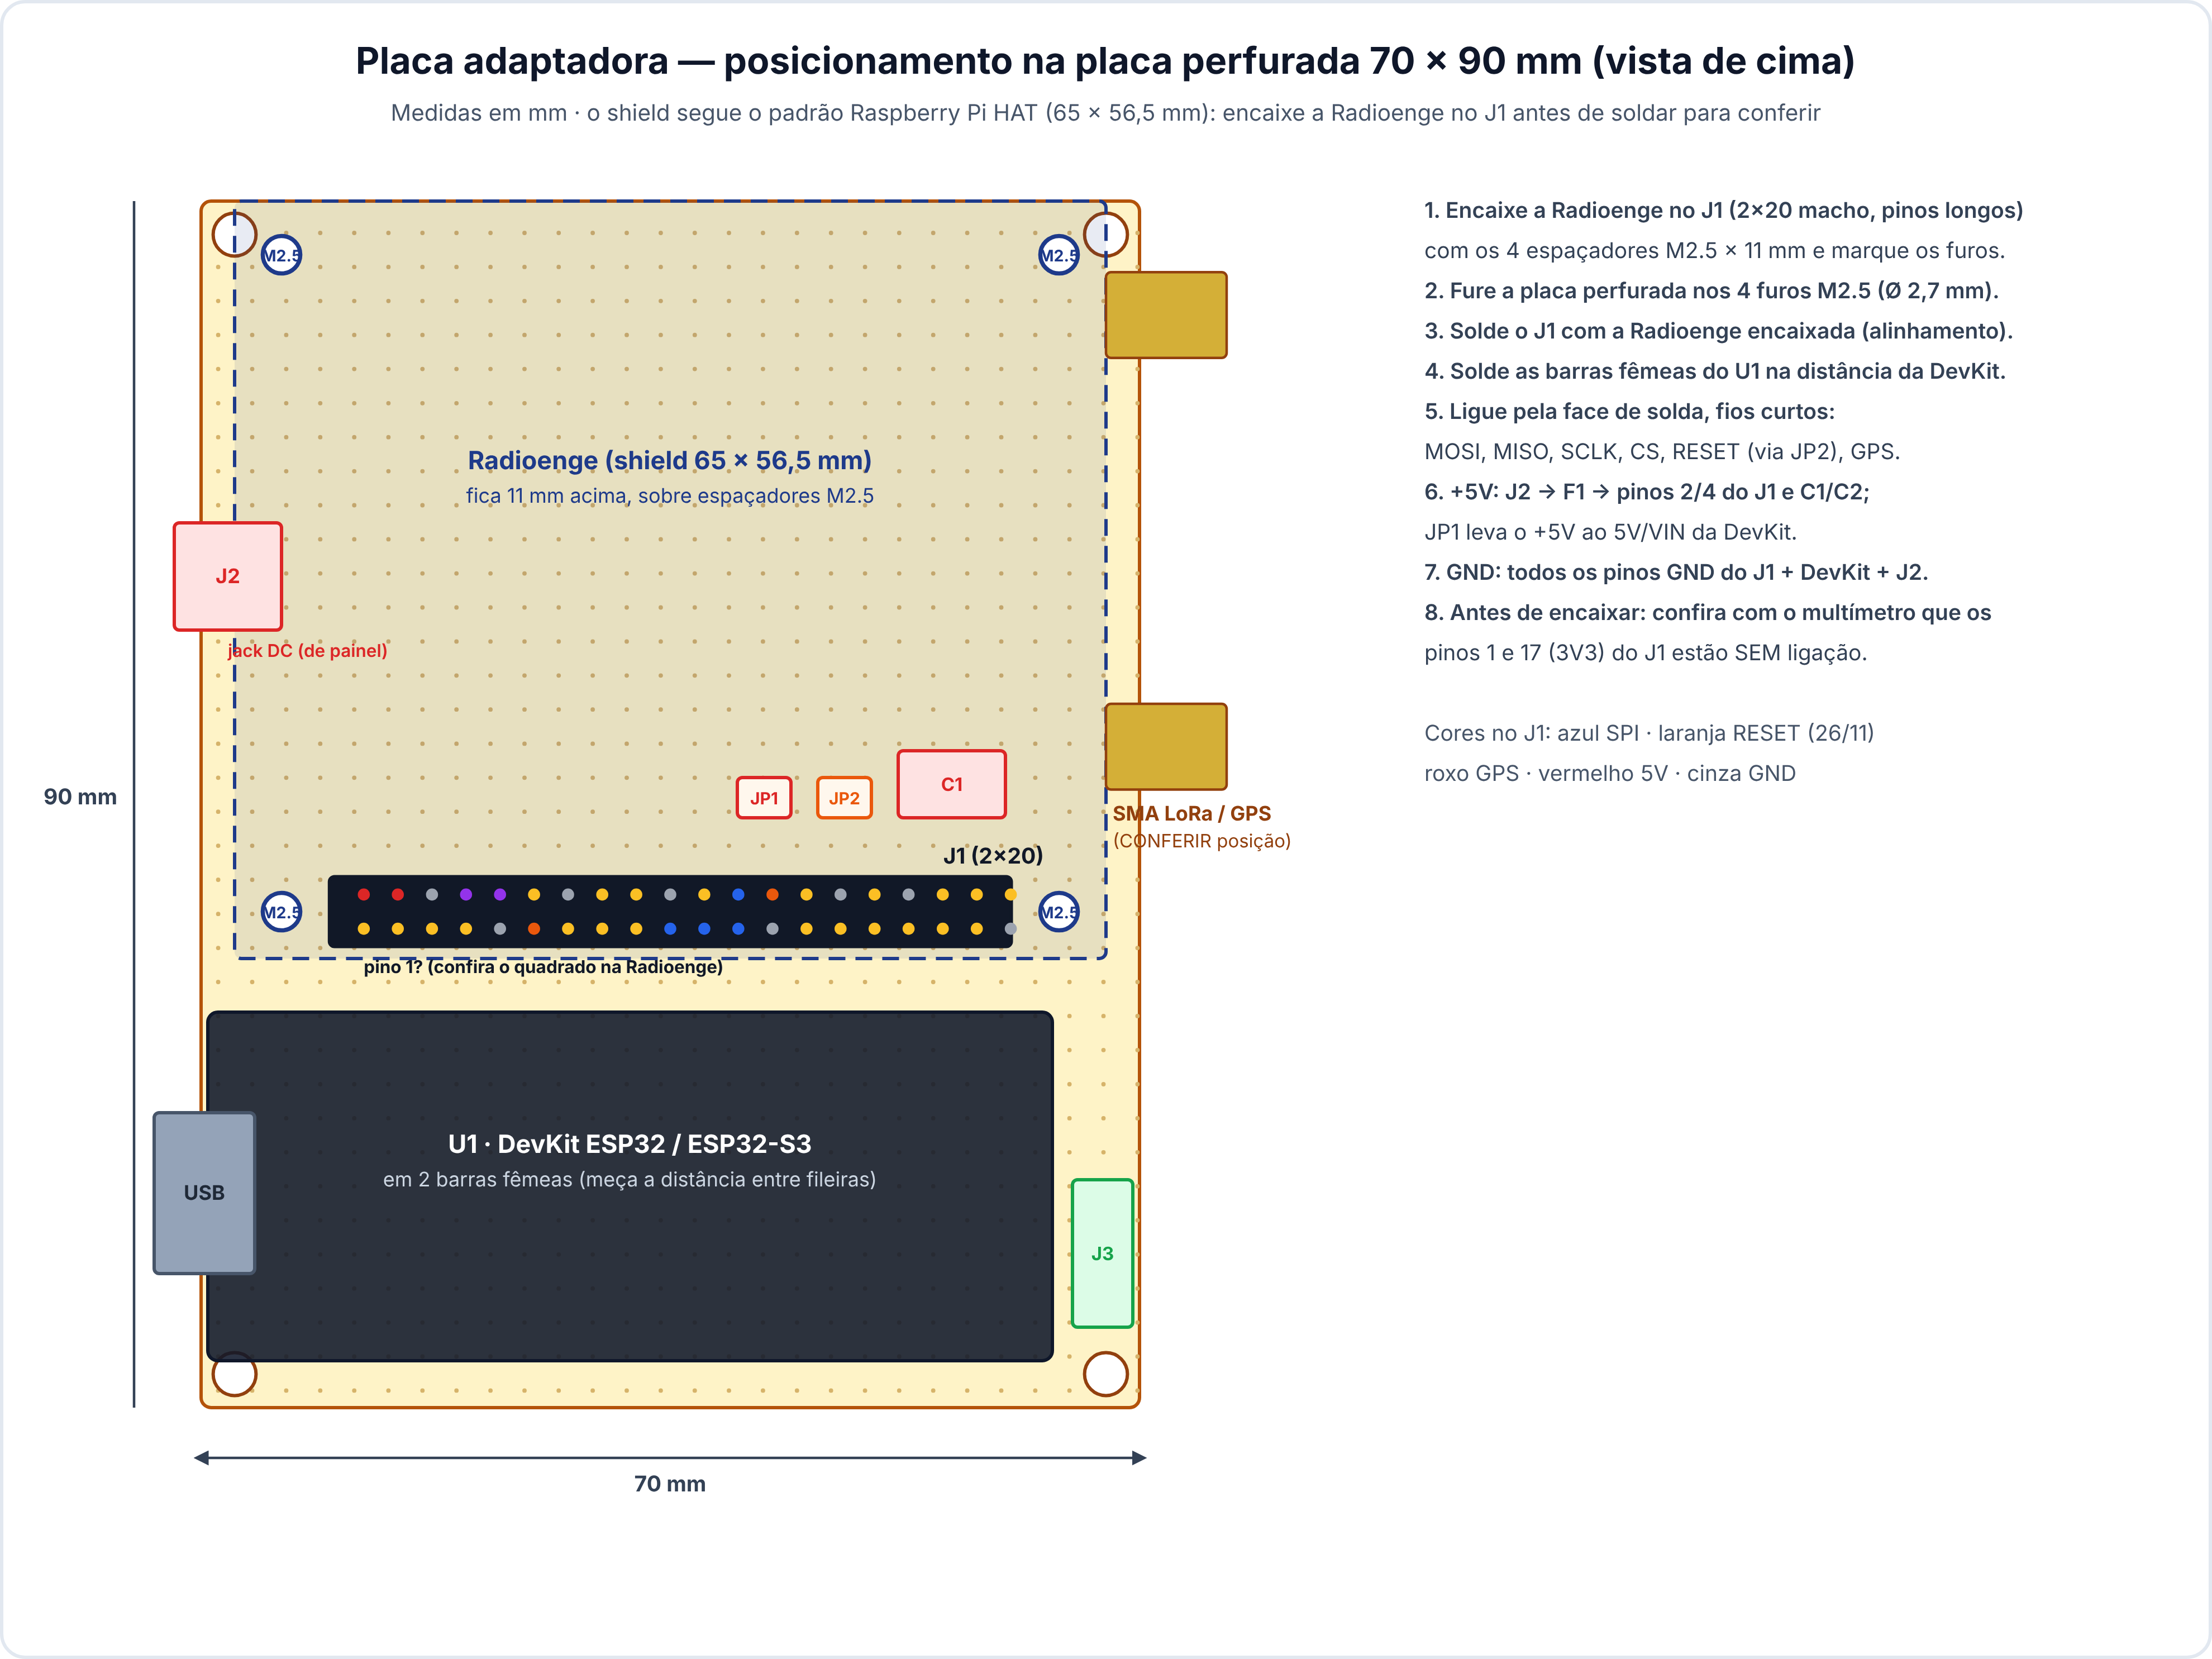 Placa adaptadora — posicionamento na placa perfurada 70 × 90 mm (vista de cima)
Medidas em mm · o shield segue o padrão Raspberry Pi HAT (65 × 56,5 mm): encaixe a Radioenge no J1 antes de soldar para conferir
M2.5
M2.5
Radioenge (shield 65 × 56,5 mm)
fica 11 mm acima, sobre espaçadores M2.5
J2
jack DC (de painel)
90 mm
JP1
JP2
C1
SMA LoRa / GPS
(CONFERIR posição)
J1 (2×20)
M2.5
M2.5
pino 1? (confira o quadrado na Radioenge)
U1 · DevKit ESP32 / ESP32-S3
em 2 barras fêmeas (meça a distância entre fileiras)
USB
J3
70 mm
1. Encaixe a Radioenge no J1 (2×20 macho, pinos longos)
com os 4 espaçadores M2.5 × 11 mm e marque os furos.
2. Fure a placa perfurada nos 4 furos M2.5 (Ø 2,7 mm).
3. Solde o J1 com a Radioenge encaixada (alinhamento).
4. Solde as barras fêmeas do U1 na distância da DevKit.
5. Ligue pela face de solda, fios curtos:
MOSI, MISO, SCLK, CS, RESET (via JP2), GPS.
6. +5V: J2 → F1 → pinos 2/4 do J1 e C1/C2;
JP1 leva o +5V ao 5V/VIN da DevKit.
7. GND: todos os pinos GND do J1 + DevKit + J2.
8. Antes de encaixar: confira com o multímetro que os
pinos 1 e 17 (3V3) do J1 estão SEM ligação.
Cores no J1: azul SPI · laranja RESET (26/11)
roxo GPS · vermelho 5V · cinza GND